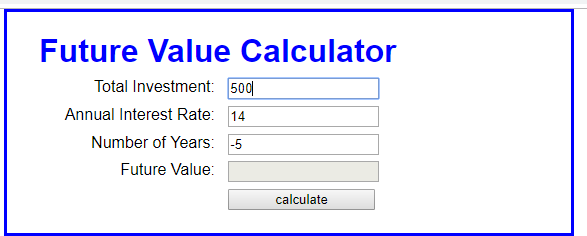 Future Value Calculator
Total Investment: 500
Annual Interest Rate: 14
Number of Years: -5
Future Value:
calculate